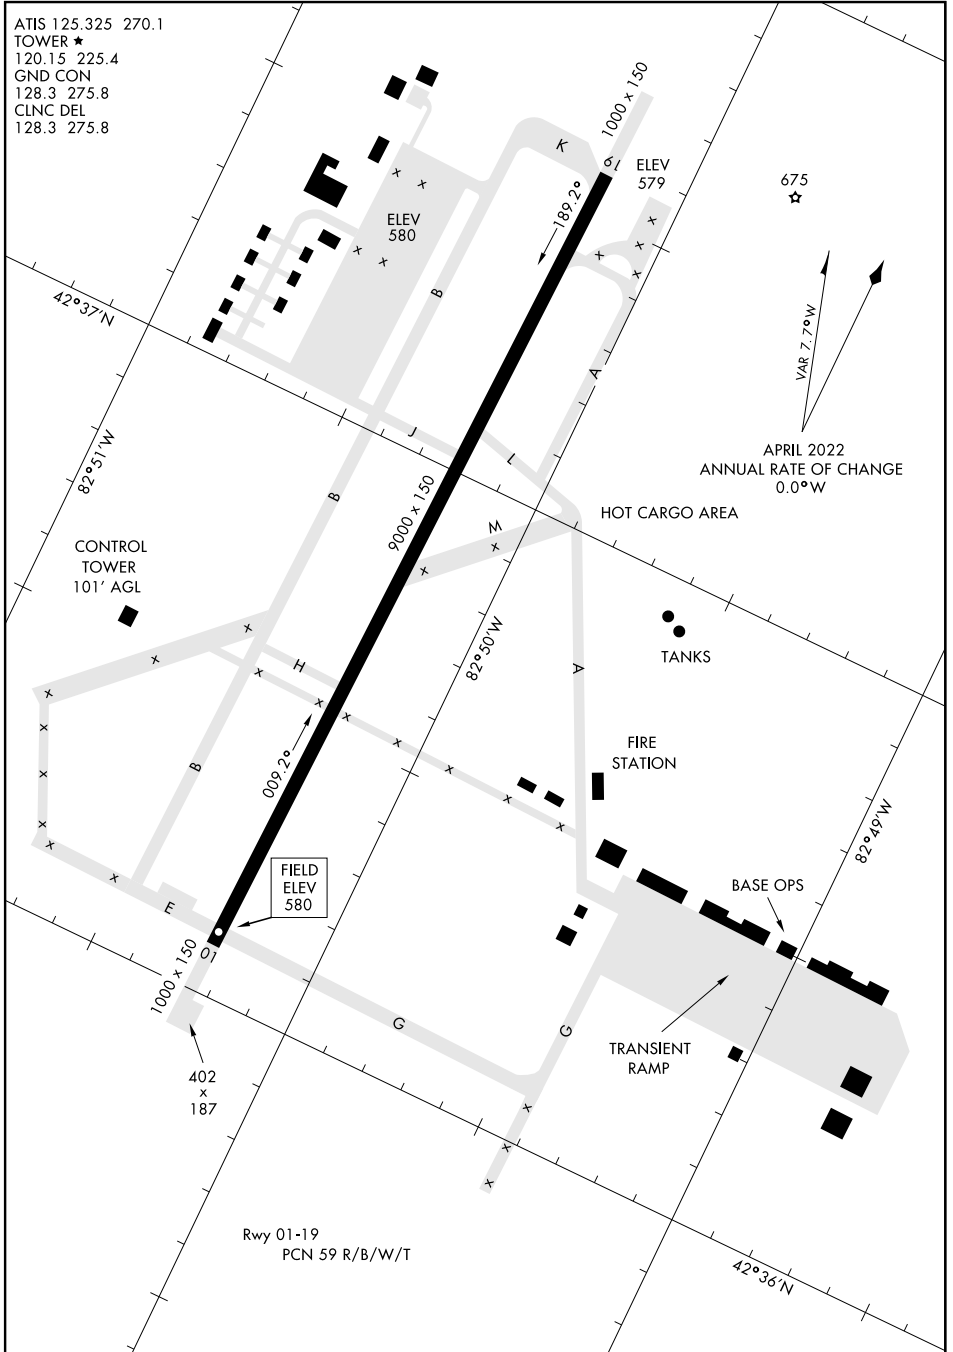 ATIS 125.325 270.1
TOWER ★
120.15 225.4
GND CON
128.3 275.8
CLNC DEL
128.3 275.8
1000 x 150
K
19
ELEV
579
675
189.2°
ELEV
580
B
42°37'N
VAR 7.7°W
A
J
82°51'W
L
APRIL 2022
ANNUAL RATE OF CHANGE
0.0°W
B
9000 x 150
HOT CARGO AREA
M
CONTROL
TOWER
101' AGL
82°50'W
TANKS
H
A
009.2°
B
FIRE
STATION
82°49'W
FIELD
ELEV
580
BASE OPS
E
01
1000 x 150
G
G
TRANSIENT
RAMP
402
x
187
Rwy 01-19
PCN 59 R/B/W/T
42°36'N